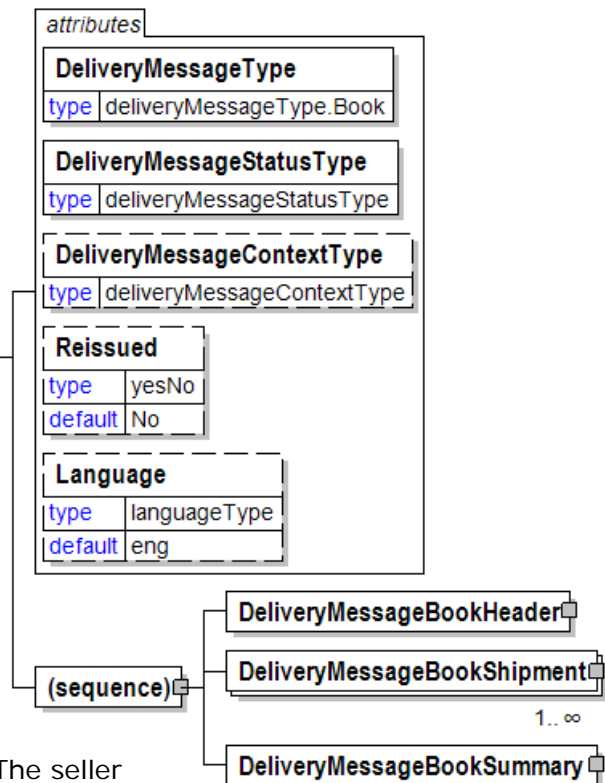 attributes
DeliveryMessageType
type deliveryMessageType.Book
DeliveryMessageStatusType
type deliveryMessageStatusType
DeliveryMessageContextType
type deliveryMessageContextType
Reissued
type yesNo
default No
Language
type languageType
default eng
DeliveryMessageBookHeader
(sequence)
DeliveryMessageBookShipment
1.. ∞
DeliveryMessageBookSummary
The seller